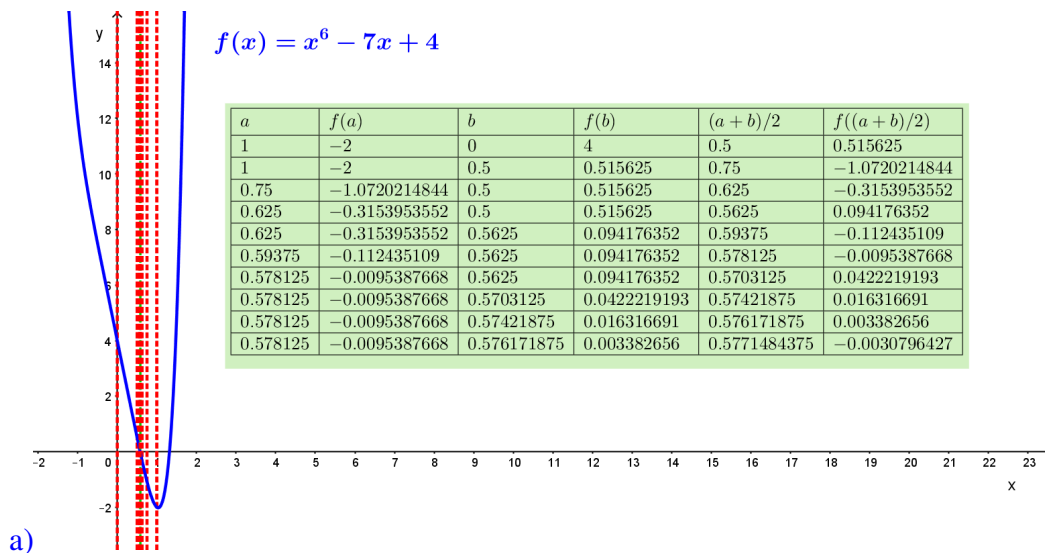 y
f(x) = x⁶ − 7x + 4
14
12
10
8
6
4
2
−2
a f(a) b f(b) (a + b)/2 f((a + b)/2)
1 −2 0 4 0.5 0.515625
1 −2 0.5 0.515625 0.75 −1.0720214844
0.75 −1.0720214844 0.5 0.515625 0.625 −0.3153953552
0.625 −0.3153953552 0.5 0.515625 0.5625 0.094176352
0.625 −0.3153953552 0.5625 0.094176352 0.59375 −0.112435109
0.59375 −0.112435109 0.5625 0.094176352 0.578125 −0.0095387668
0.578125 −0.0095387668 0.5625 0.094176352 0.5703125 0.0422219193
0.578125 −0.0095387668 0.5703125 0.0422219193 0.57421875 0.016316691
0.578125 −0.0095387668 0.57421875 0.016316691 0.576171875 0.003382656
0.578125 −0.0095387668 0.576171875 0.003382656 0.5771484375 −0.0030796427
−2 −1 0 1 2 3 4 5 6 7 8 9 10 11 12 13 14 15 16 17 18 19 20 21 22 23
x
a)